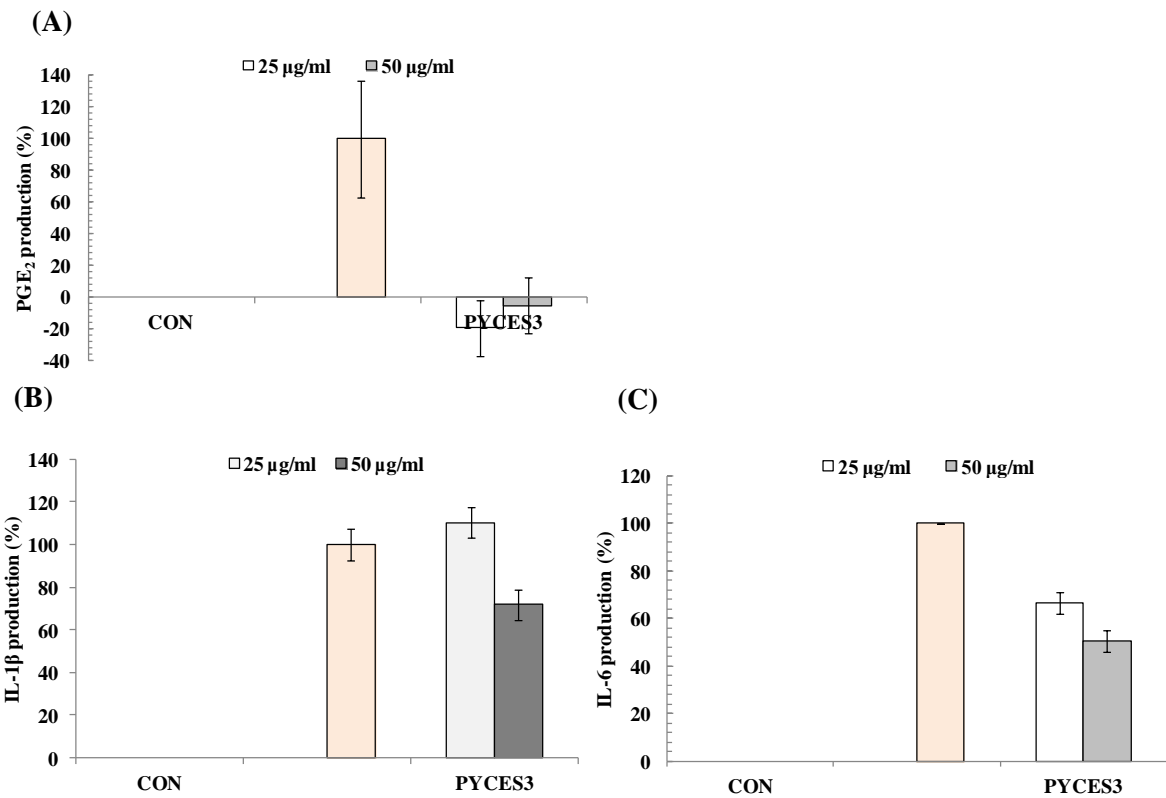 (A)
25 µg/ml 50 µg/ml
140
120
100
80
60
40
20
0
-20
-40
PGE₂ production (%)
CON PYCES3
(B)
25 µg/ml 50 µg/ml
140
120
100
80
60
40
20
0
IL-1β production (%)
CON PYCES3
(C)
25 µg/ml 50 µg/ml
120
100
80
60
40
20
0
IL-6 production (%)
CON PYCES3